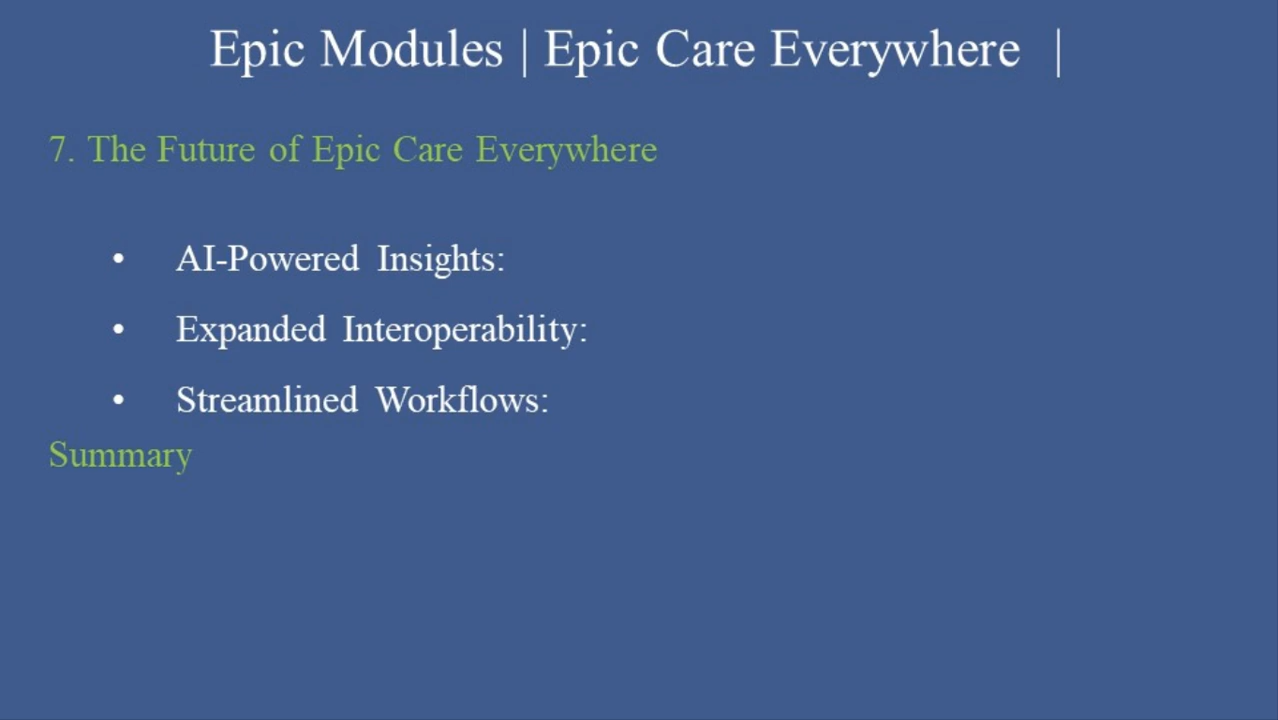 Epic Modules | Epic Care Everywhere |
7. The Future of Epic Care Everywhere
• AI-Powered Insights:
• Expanded Interoperability:
• Streamlined Workflows:
Summary